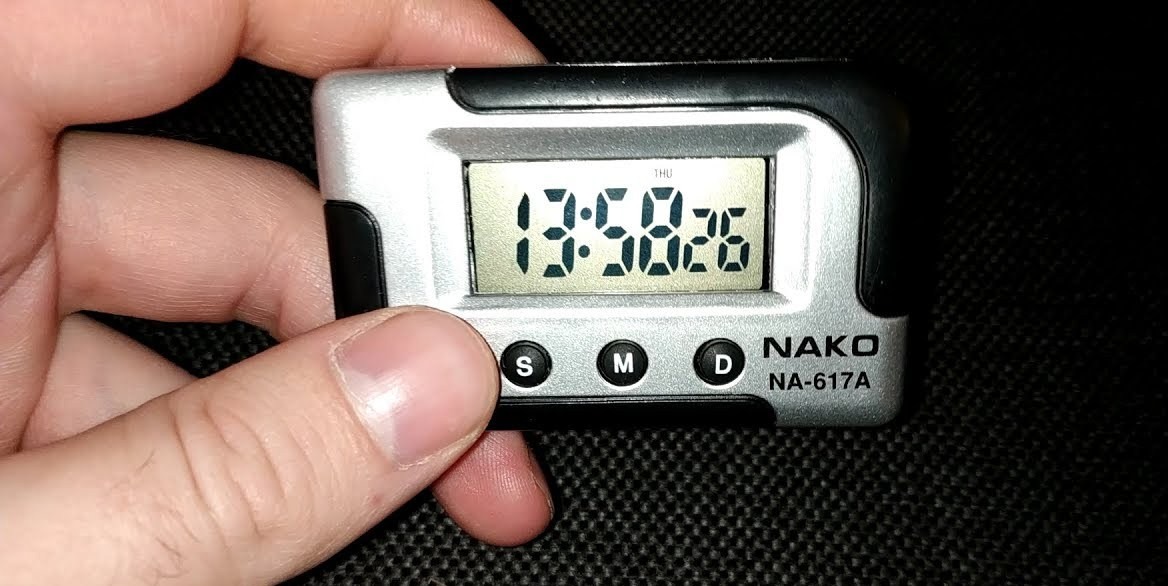 THU
13:58 26
S M D
NAKO
NA-617A